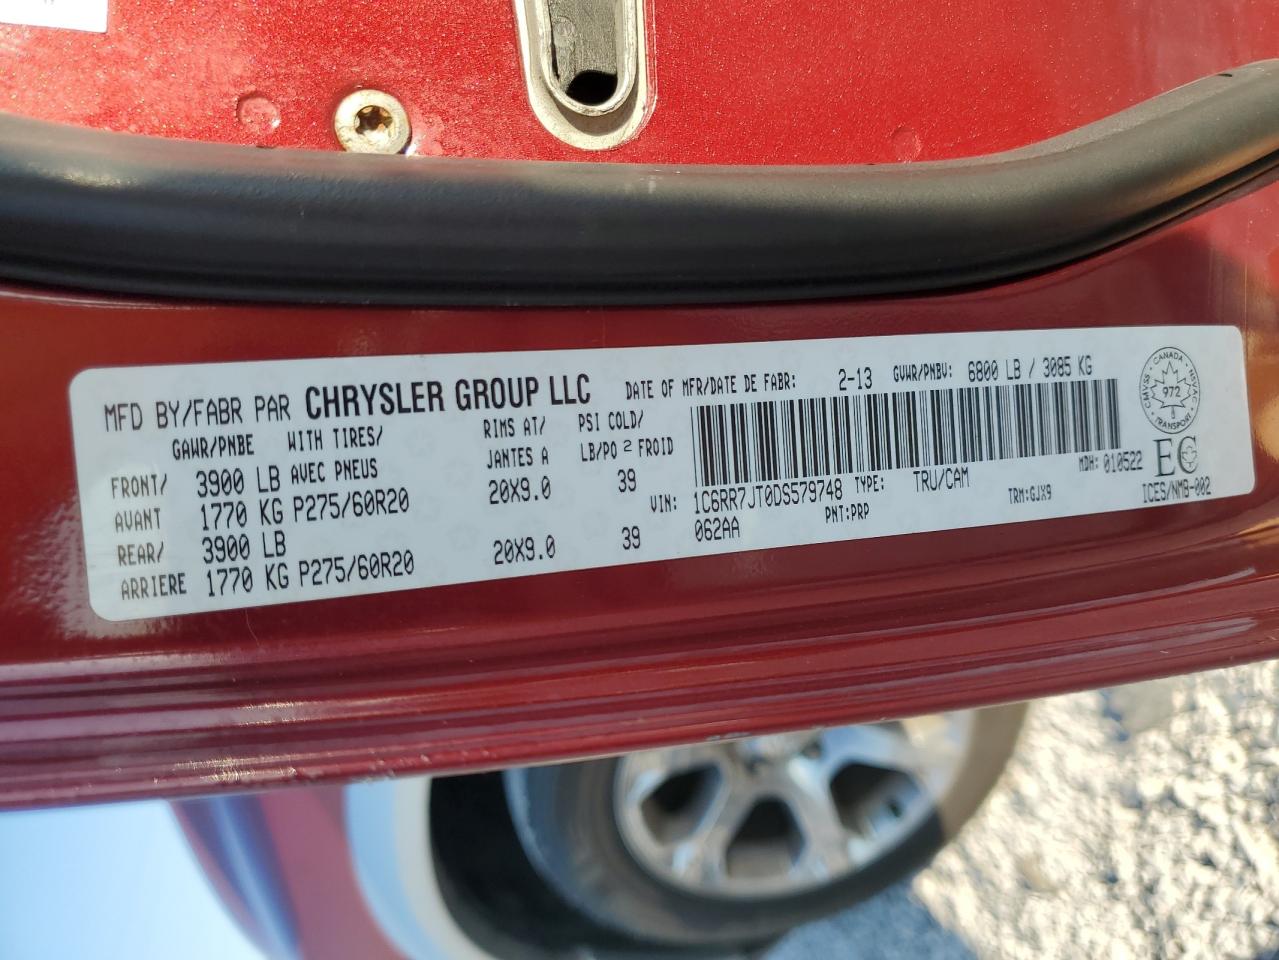 MFD BY/FABR PAR CHRYSLER GROUP LLC DATE OF MFR/DATE DE FABR: 2-13 GVWR/PNBV: 6800 LB / 3085 KG
GAWR/PNBE WITH TIRES/ RIMS AT/ PSI COLD/
AVEC PNEUS JANTES A LB/PO² FROID
FRONT/ 3900 LB
AVANT 1770 KG P275/60R20 20X9.0 39
REAR/ 3900 LB
ARRIERE 1770 KG P275/60R20 20X9.0 39
VIN: 1C6RR7JT0DS579748 TYPE: TRU/CAM MDH: 010522
062AA PNT:PRP TRM:GJX9
CANADA
CMVSS 972 NSVAC
TRANSPORT
EC
ICES/NMB-002